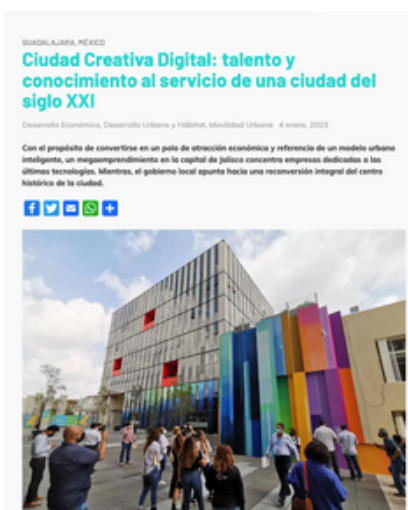 GUADALAJARA, MÉXICO
Ciudad Creativa Digital: talento y
conocimiento al servicio de una ciudad del
siglo XXI
Desarrollo Económico, Desarrollo Urbano y Hábitat, Movilidad Urbana 4 enero, 2023
Con el propósito de convertirse en un polo de atracción económica y referencia de un modelo urbano
inteligente, un megaemprendimiento en la capital de Jalisco concentra empresas dedicadas a las
últimas tecnologías. Mientras, el gobierno local apunta hacia una reconversión integral del centro
histórico de la ciudad.